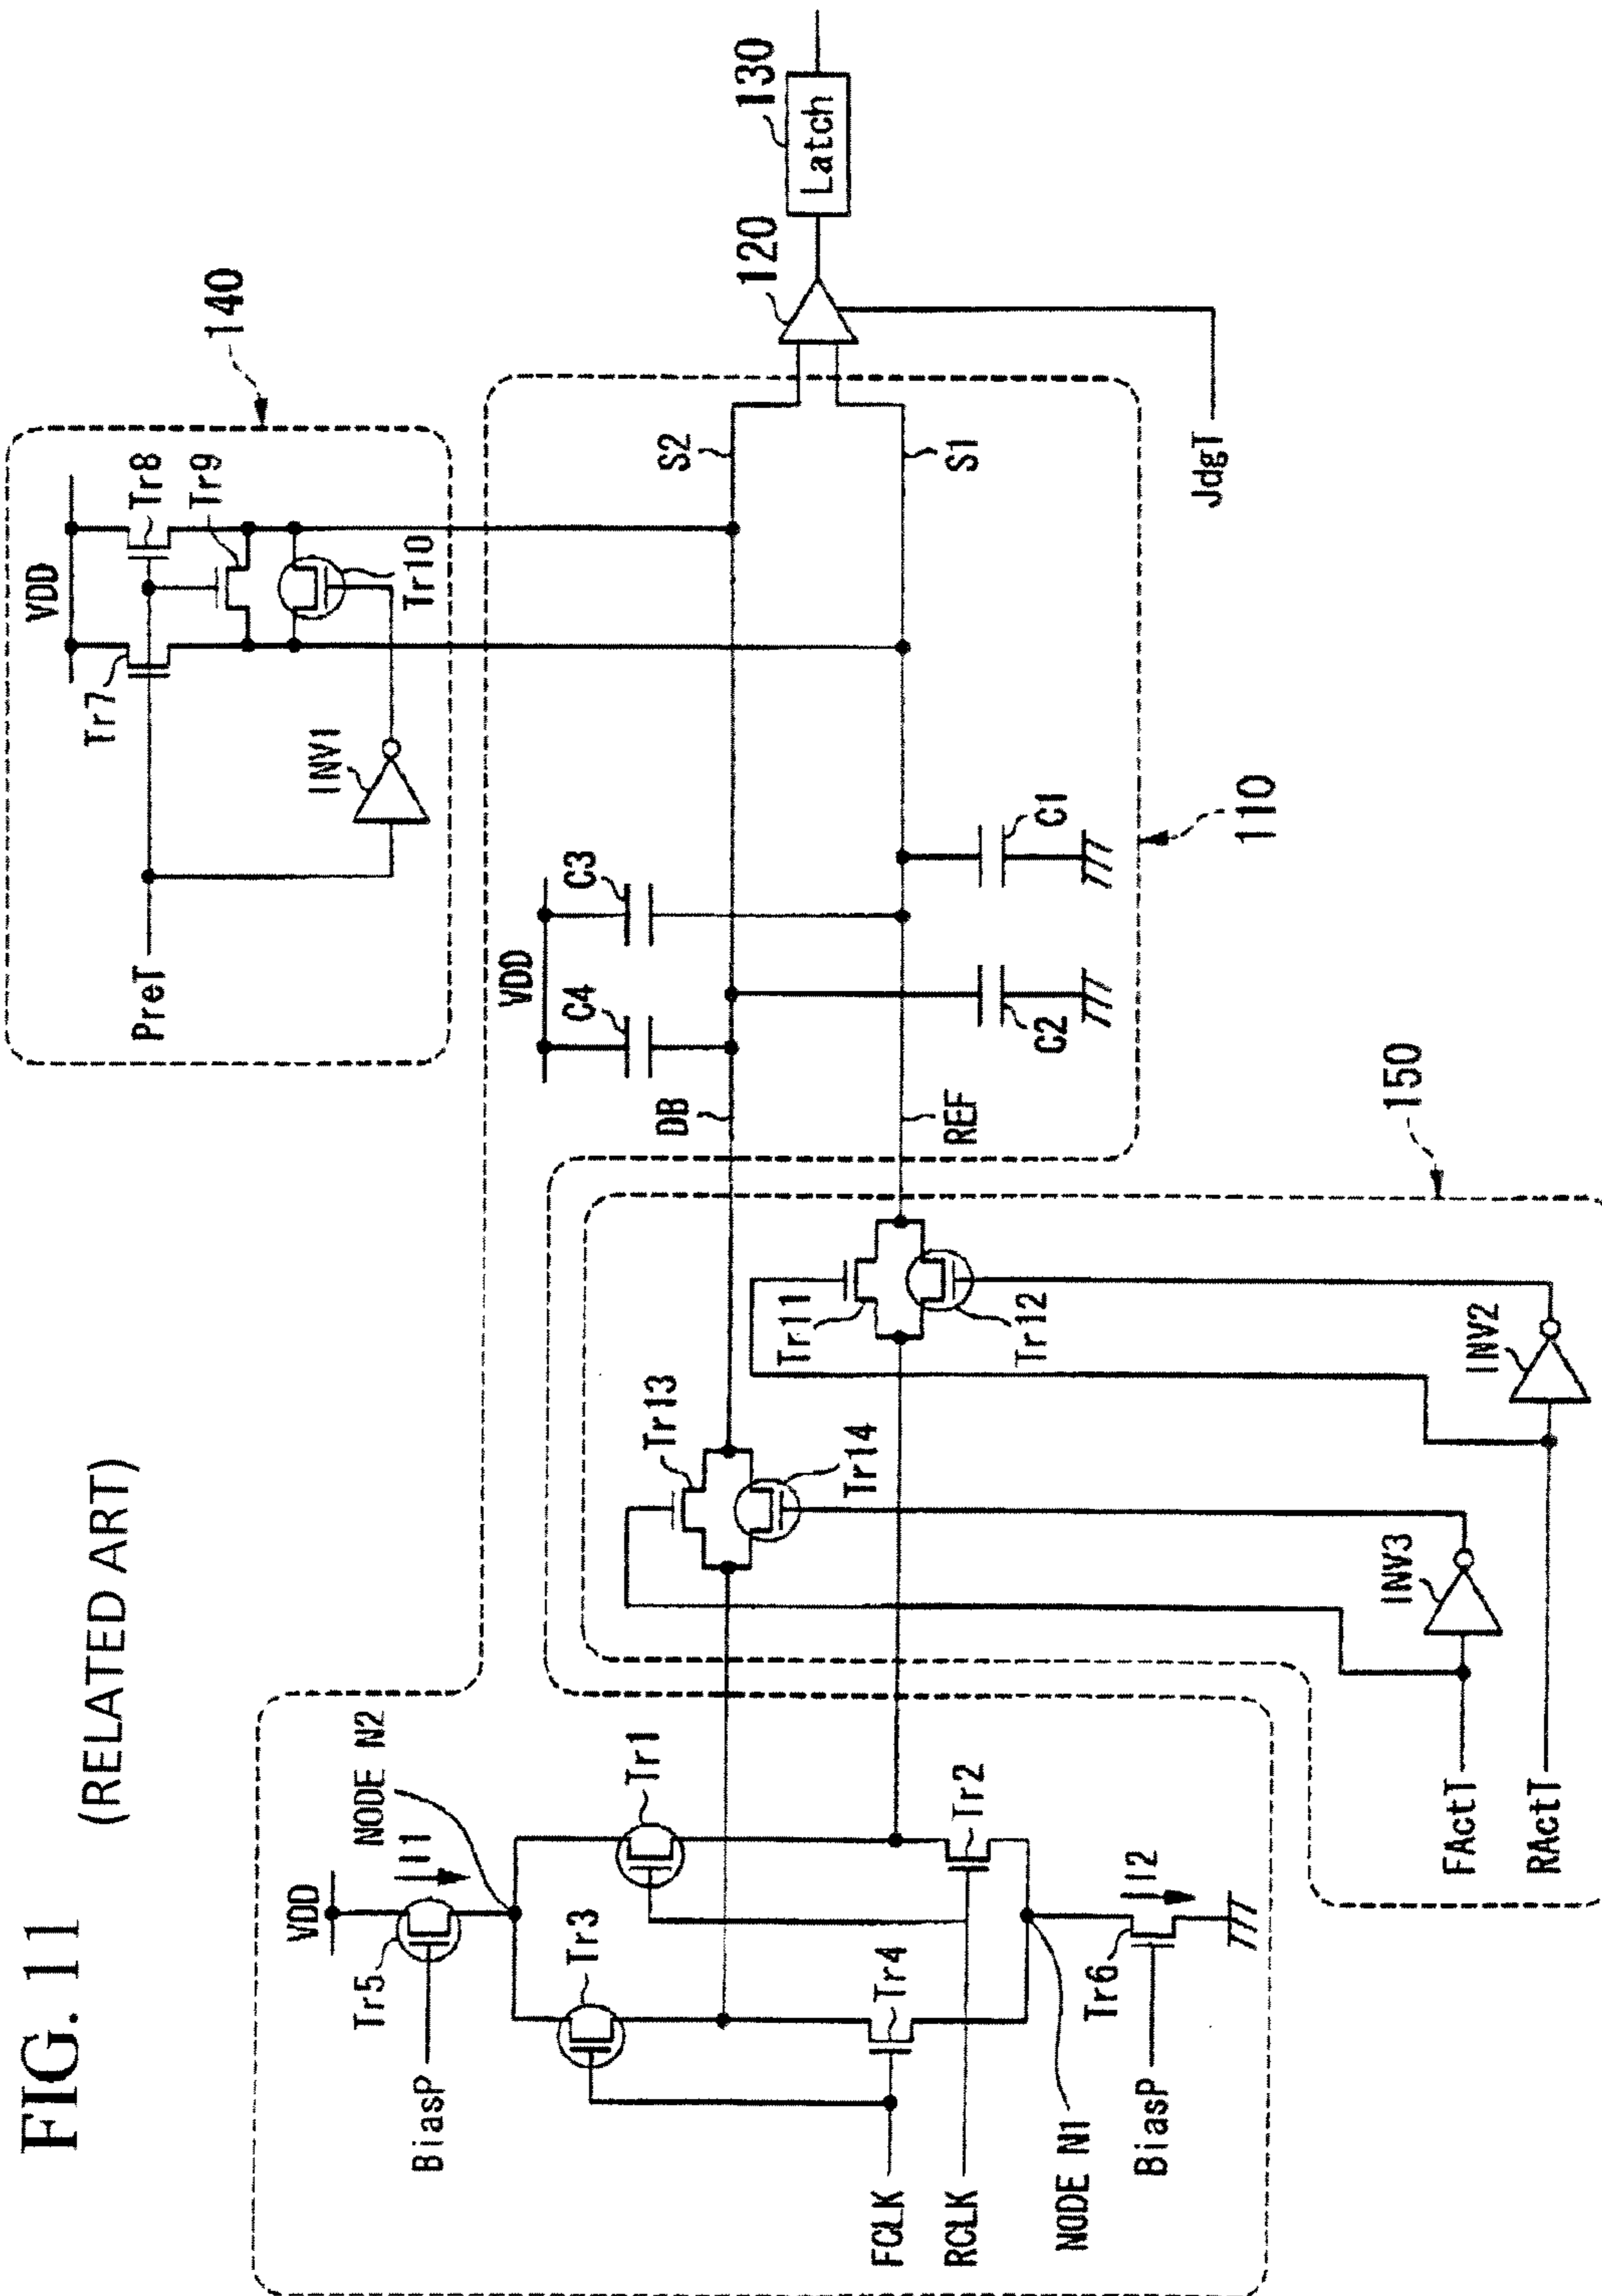 FIG. 11
(RELATED ART)
140
VDD
Tr7
Tr8
Tr9
PreT
INV1
Tr10
VDD
NODE N2
I1
Tr5
BiasP
VDD
C4
C3
120
130
Latch
Tr3
Tr1
Tr13
DB
S2
Tr14
Tr11
REF
S1
FCLK
Tr4
RCLK
Tr2
Tr12
C2
C1
NODE N1
I2
Tr6
BiasP
110
JdgT
150
FActT
INV3
RActT
INV2